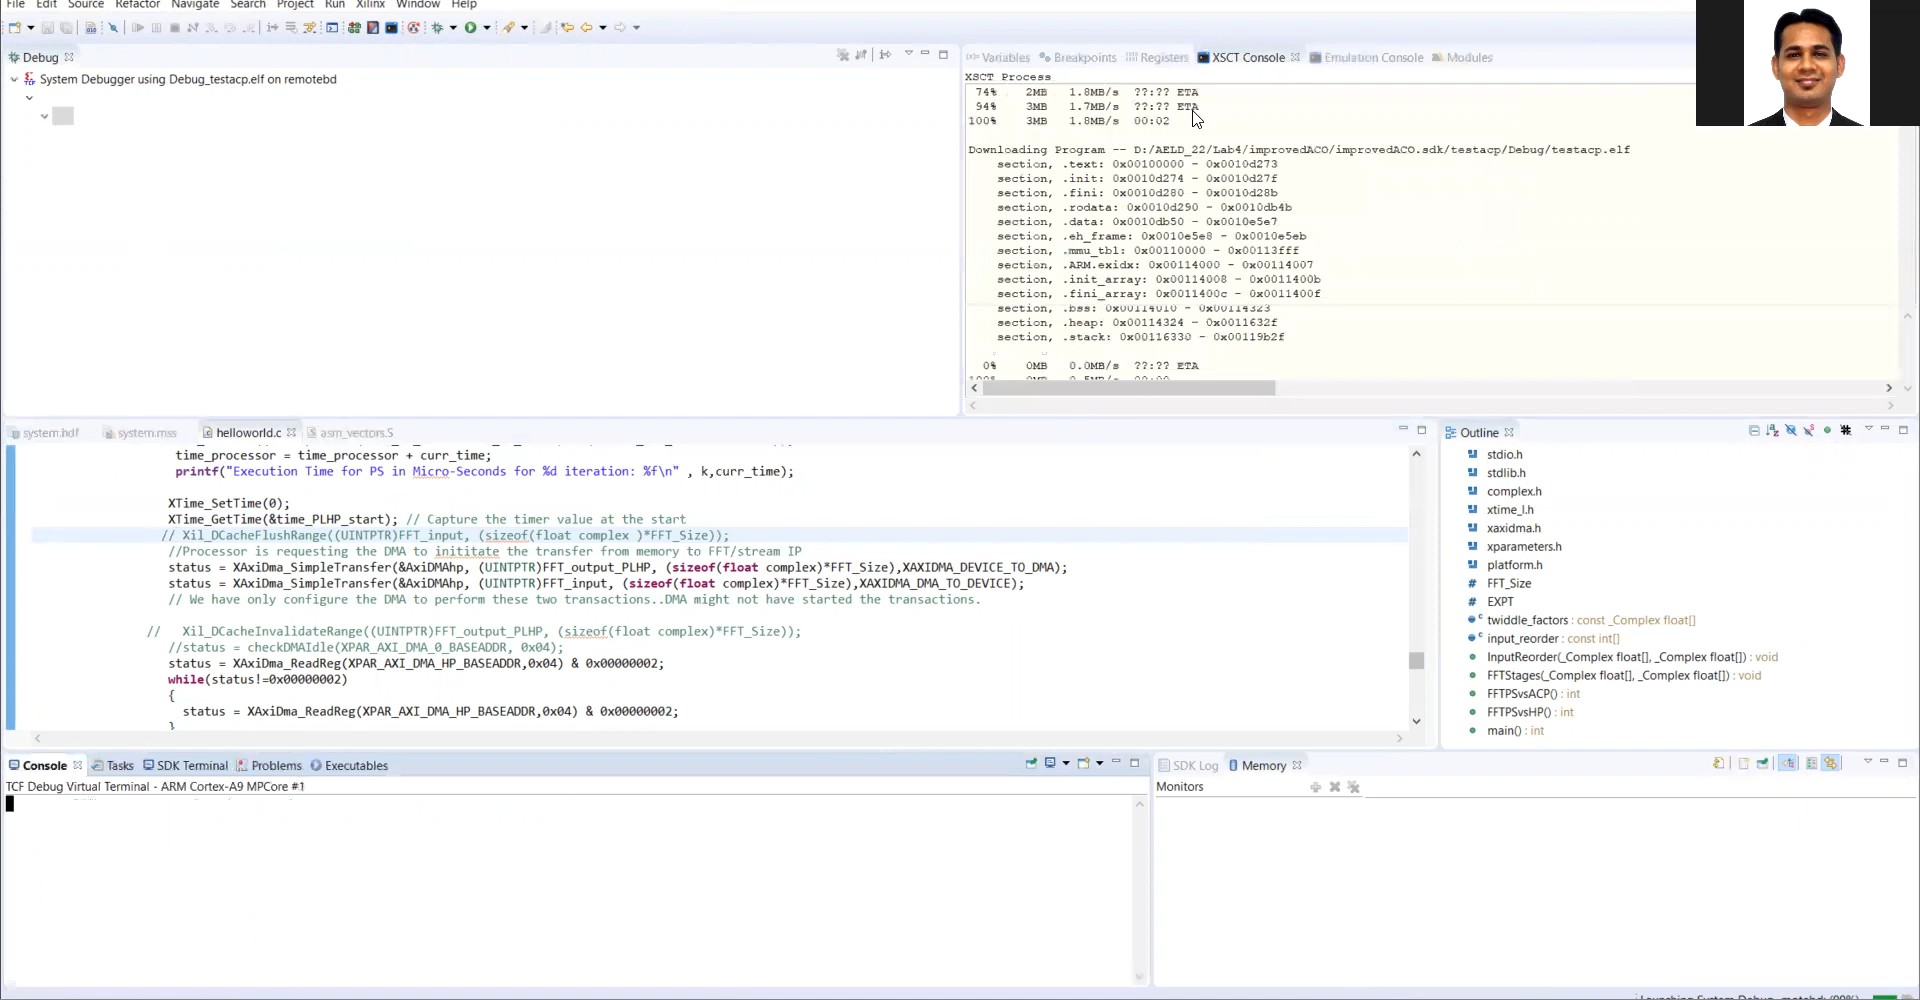 File Edit Source Refactor Navigate Search Project Run Xilinx Window Help
Debug
System Debugger using Debug_testacp.elf on remotebd
Variables Breakpoints Registers XSCT Console Emulation Console Modules
XSCT Process
74% 2MB 1.8MB/s ??:?? ETA
94% 3MB 1.7MB/s ??:?? ETA
100% 3MB 1.8MB/s 00:02
Downloading Program -- D:/AELD_22/Lab4/improvedACO/improvedACO.sdk/testacp/Debug/testacp.elf
section, .text: 0x00100000 - 0x0010d273
section, .init: 0x0010d274 - 0x0010d27f
section, .fini: 0x0010d280 - 0x0010d28b
section, .rodata: 0x0010d290 - 0x0010db4b
section, .data: 0x0010db50 - 0x0010e5e7
section, .eh_frame: 0x0010e5e8 - 0x0010e5eb
section, .mmu_tbl: 0x00110000 - 0x00113fff
section, .ARM.exidx: 0x00114000 - 0x00114007
section, .init_array: 0x00114008 - 0x0011400b
section, .fini_array: 0x0011400c - 0x0011400f
section, .bss: 0x00114010 - 0x00114323
section, .heap: 0x00114324 - 0x0011632f
section, .stack: 0x00116330 - 0x00119b2f
0% 0MB 0.0MB/s ??:?? ETA
100% 0MB 0.5MB/s 00:00
system.hdf system.mss helloworld.c asm_vectors.S
time_processor = time_processor + curr_time;
printf("Execution Time for PS in Micro-Seconds for %d iteration: %f\n" , k,curr_time);
XTime_SetTime(0);
XTime_GetTime(&time_PLHP_start); // Capture the timer value at the start
// Xil_DCacheFlushRange((UINTPTR)FFT_input, (sizeof(float complex )*FFT_Size));
//Processor is requesting the DMA to inititate the transfer from memory to FFT/stream IP
status = XAxiDma_SimpleTransfer(&AxiDMAhp, (UINTPTR)FFT_output_PLHP, (sizeof(float complex)*FFT_Size),XAXIDMA_DEVICE_TO_DMA);
status = XAxiDma_SimpleTransfer(&AxiDMAhp, (UINTPTR)FFT_input, (sizeof(float complex)*FFT_Size),XAXIDMA_DMA_TO_DEVICE);
// We have only configure the DMA to perform these two transactions..DMA might not have started the transactions.
// Xil_DCacheInvalidateRange((UINTPTR)FFT_output_PLHP, (sizeof(float complex)*FFT_Size));
//status = checkDMAIdle(XPAR_AXI_DMA_0_BASEADDR, 0x04);
status = XAxiDma_ReadReg(XPAR_AXI_DMA_HP_BASEADDR,0x04) & 0x00000002;
while(status!=0x00000002)
{
status = XAxiDma_ReadReg(XPAR_AXI_DMA_HP_BASEADDR,0x04) & 0x00000002;
}
Outline
stdio.h
stdlib.h
complex.h
xtime_l.h
xaxidma.h
xparameters.h
platform.h
FFT_Size
EXPT
twiddle_factors : const _Complex float[]
input_reorder : const int[]
InputReorder(_Complex float[], _Complex float[]) : void
FFTStages(_Complex float[], _Complex float[]) : void
FFTPSvsACP() : int
FFTPSvsHP() : int
main() : int
Console Tasks SDK Terminal Problems Executables
TCF Debug Virtual Terminal - ARM Cortex-A9 MPCore #1
SDK Log Memory
Monitors